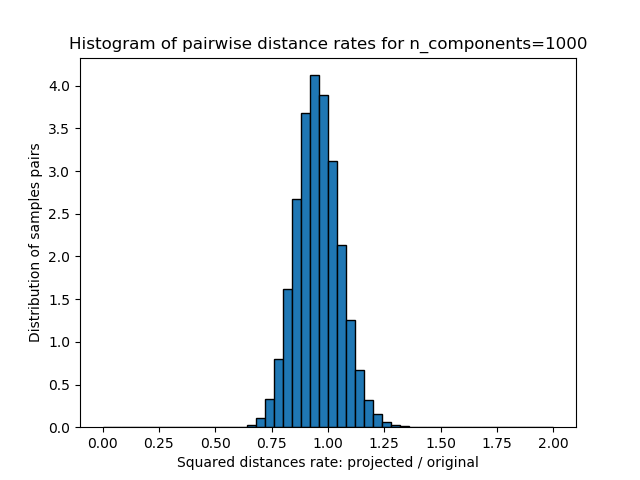 Histogram of pairwise distance rates for n_components=1000
4.0
3.5
3.0
2.5
2.0
1.5
1.0
0.5
0.0
Distribution of samples pairs
0.00 0.25 0.50 0.75 1.00 1.25 1.50 1.75 2.00
Squared distances rate: projected / original